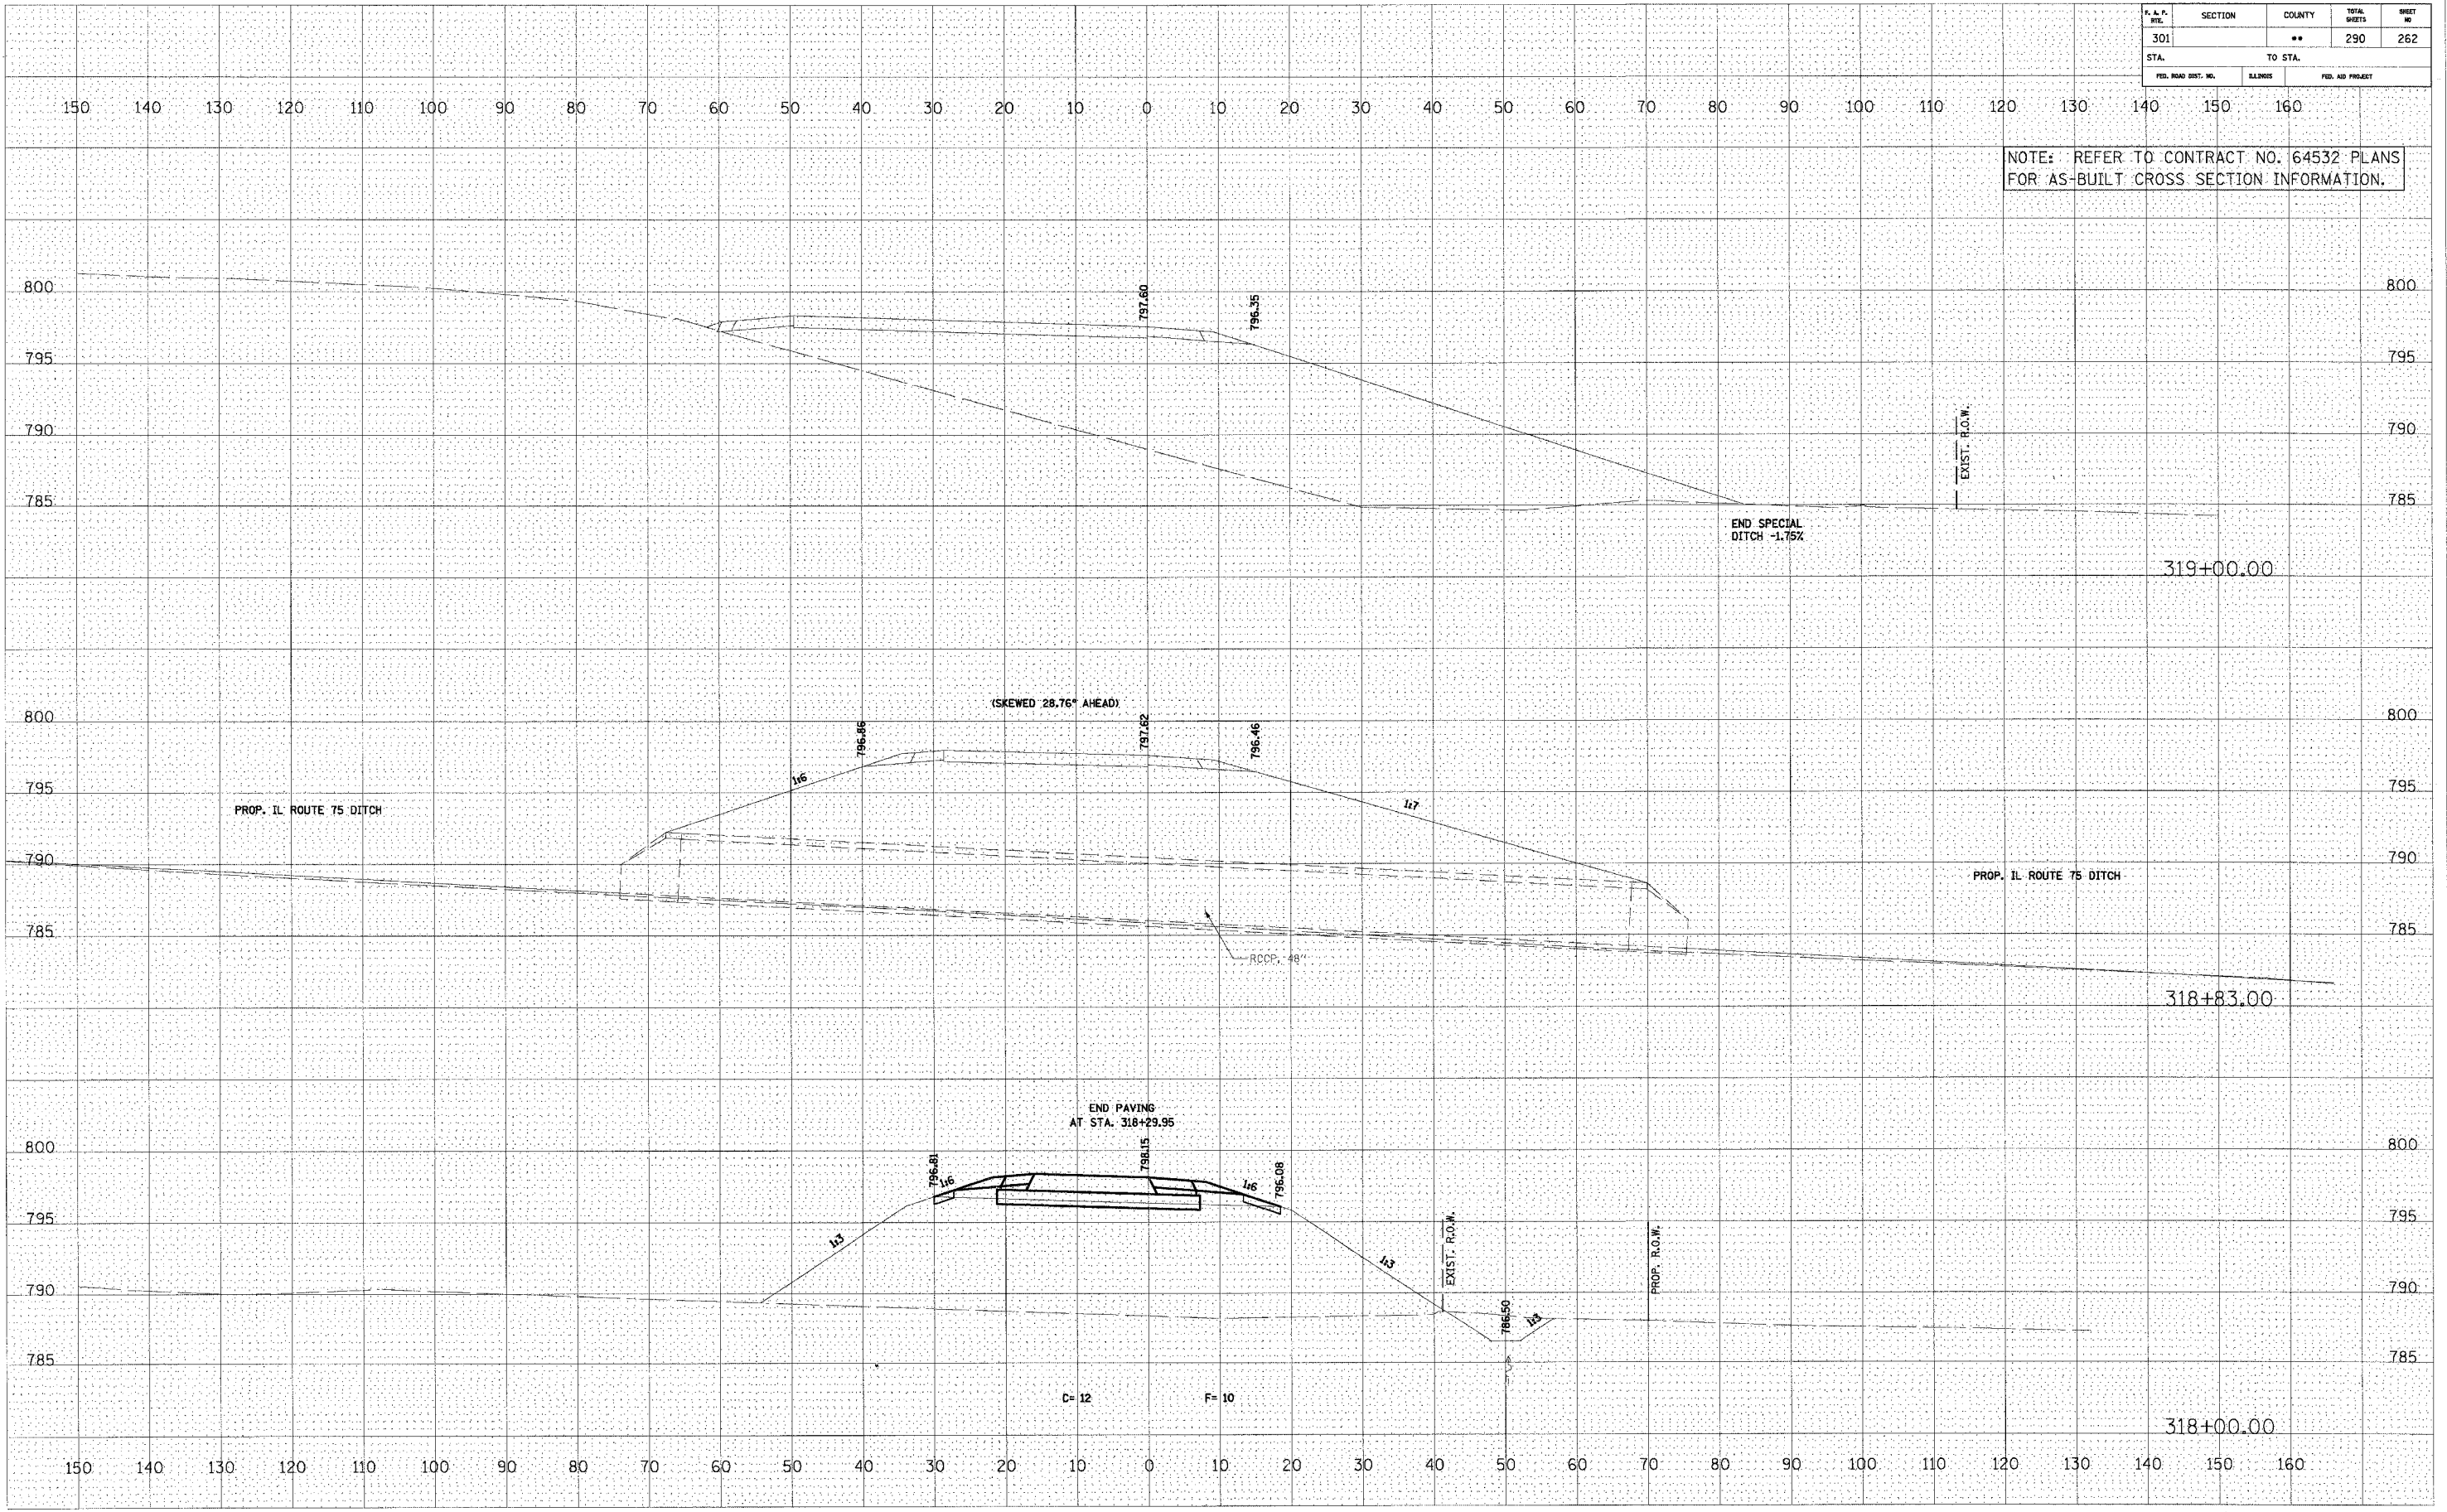 F. A. P. RTE. SECTION COUNTY TOTAL SHEETS SHEET NO
301 ** 290 262
STA. TO STA.
FED. ROAD DIST. NO. ILLINOIS FED. AID PROJECT
150 140 130 120 110 100 90 80 70 60 50 40 30 20 10 0 10 20 30 40 50 60 70 80 90 100 110 120 130 140 150 160
NOTE: REFER TO CONTRACT NO. 64532 PLANS
FOR AS-BUILT CROSS SECTION INFORMATION.
800 797.60 796.35 800
795 795
790 EXIST. R.O.W. 790
785 785
END SPECIAL
DITCH -1.75%
319+00.00
(SKEWED 28.76° AHEAD)
800 796.86 797.62 796.46 800
1:6
795 795
1:7
PROP. IL ROUTE 75 DITCH
790 790
PROP. IL ROUTE 75 DITCH
785 785
RCCP, 48"
318+83.00
END PAVING
AT STA. 318+29.95
800 796.81 798.15 796.08 800
1:6 1:6
795 795
1:3 1:3 EXIST. R.O.W. PROP. R.O.W.
790 790
786.50 1:3
785 785
C= 12 F= 10
318+00.00
150 140 130 120 110 100 90 80 70 60 50 40 30 20 10 0 10 20 30 40 50 60 70 80 90 100 110 120 130 140 150 160